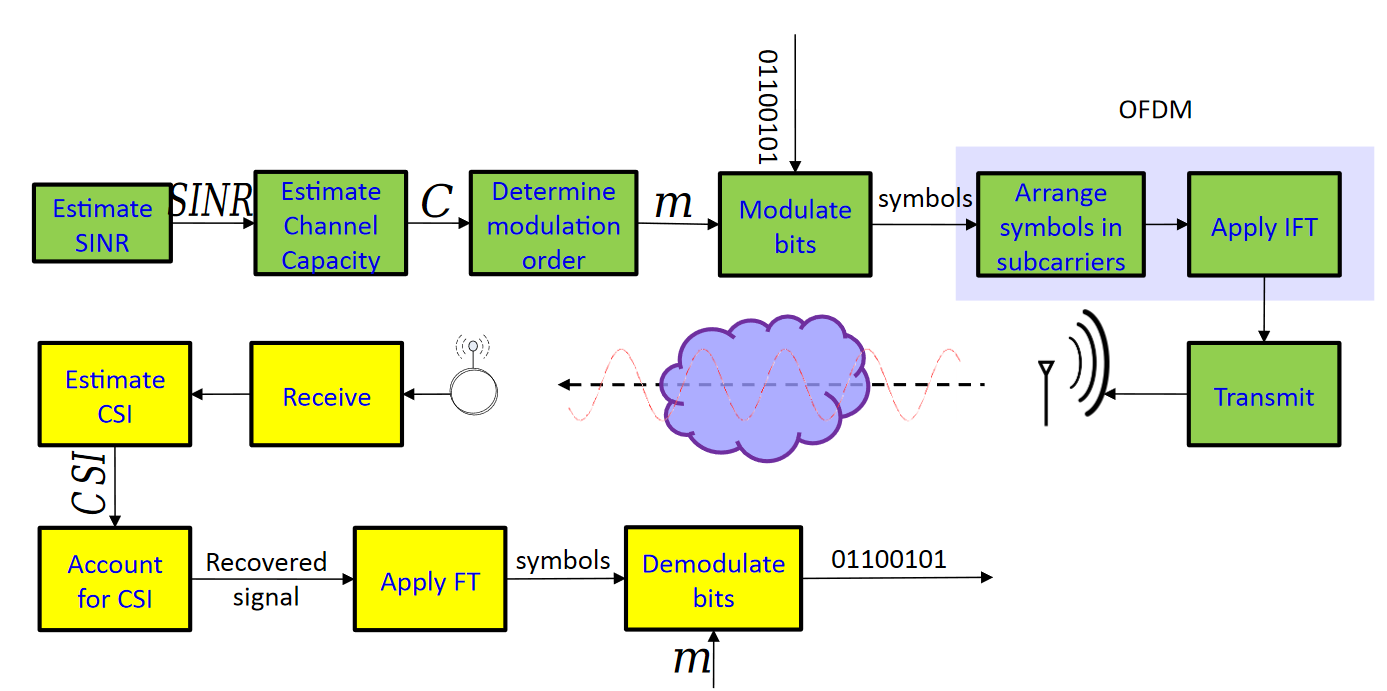 01100101
OFDM
Estimate
SINR
SINR
Estimate
Channel
Capacity
C
Determine
modulation
order
m
Modulate
bits
symbols
Arrange
symbols in
subcarriers
Apply IFT
Estimate
CSI
Receive
Transmit
CSI
Account
for CSI
Recovered
signal
Apply FT
symbols
Demodulate
bits
01100101
m